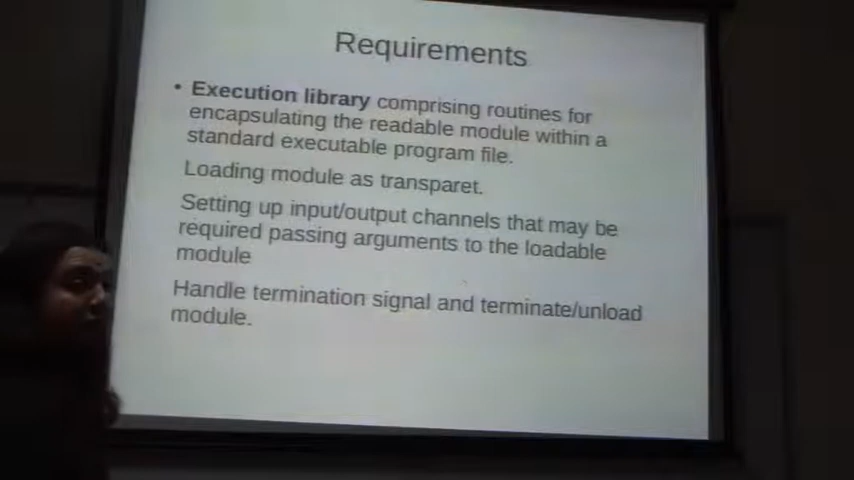 Requirements
• Execution library comprising routines for
encapsulating the readable module within a
standard executable program file.
Loading module as transparet.
Setting up input/output channels that may be
required passing arguments to the loadable
module
Handle termination signal and terminate/unload
module.